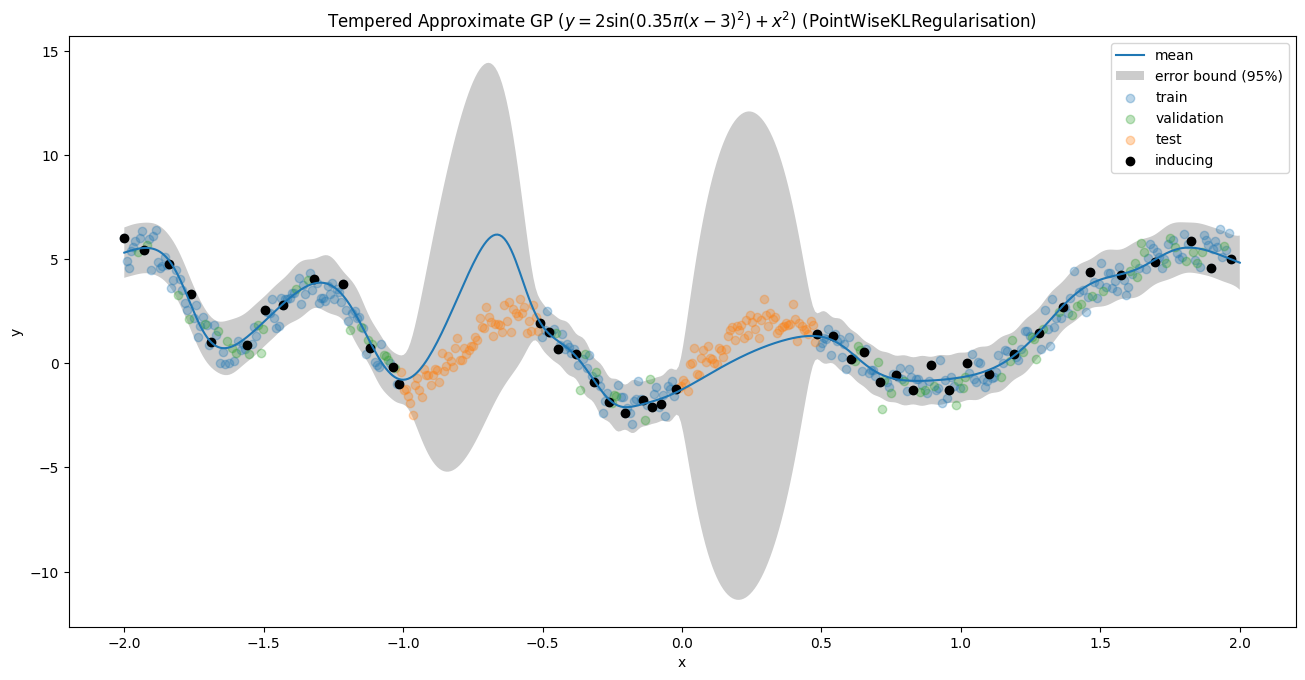 Tempered Approximate GP (y = 2sin(0.35π(x − 3)²) + x²) (PointWiseKLRegularisation)
mean
error bound (95%)
train
validation
test
inducing
15
10
5
0
−5
−10
y
−2.0 −1.5 −1.0 −0.5 0.0 0.5 1.0 1.5 2.0
x